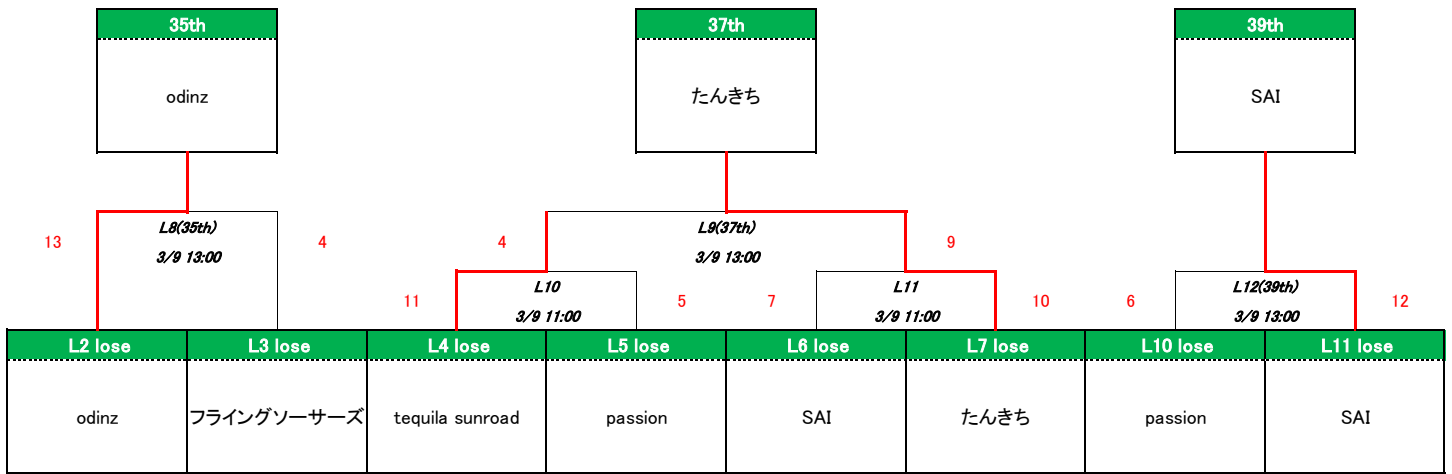 35th 37th 39th
odinz たんきち SAI
L8(35th) L9(37th)
13 4 4 9
3/9 13:00 3/9 13:00
L10 L11 L12(39th)
11 5 7 10 6 12
3/9 11:00 3/9 11:00 3/9 13:00
L2 lose L3 lose L4 lose L5 lose L6 lose L7 lose L10 lose L11 lose
odinz フライングソーサーズ tequila sunroad passion SAI たんきち passion SAI